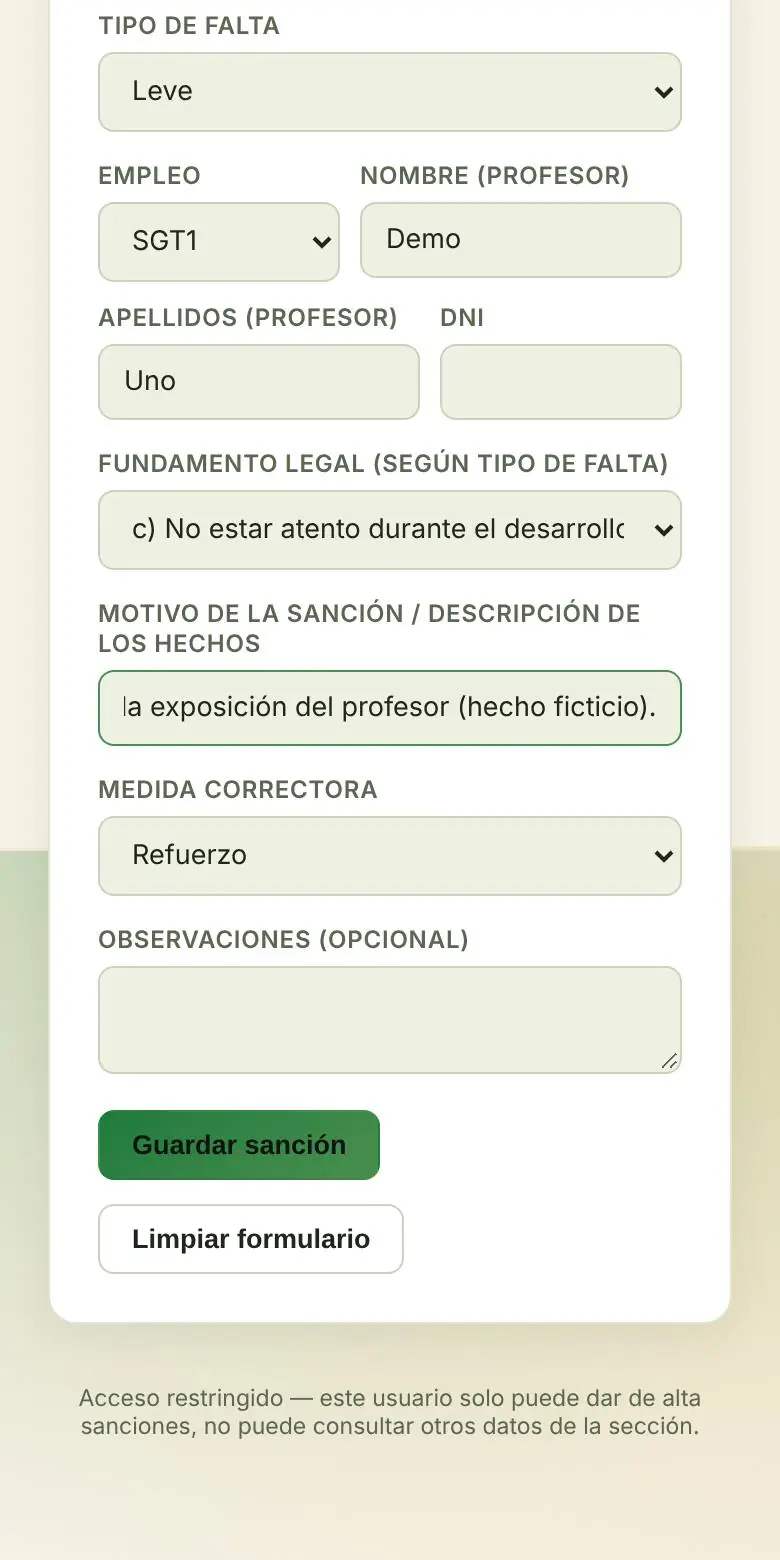 TIPO DE FALTA
Leve
EMPLEO
NOMBRE (PROFESOR)
SGT1
Demo
APELLIDOS (PROFESOR)
DNI
Uno
FUNDAMENTO LEGAL (SEGÚN TIPO DE FALTA)
c) No estar atento durante el desarrollo
MOTIVO DE LA SANCIÓN / DESCRIPCIÓN DE
LOS HECHOS
la exposición del profesor (hecho ficticio).
MEDIDA CORRECTORA
Refuerzo
OBSERVACIONES (OPCIONAL)
Guardar sanción
Limpiar formulario
Acceso restringido — este usuario solo puede dar de alta
sanciones, no puede consultar otros datos de la sección.